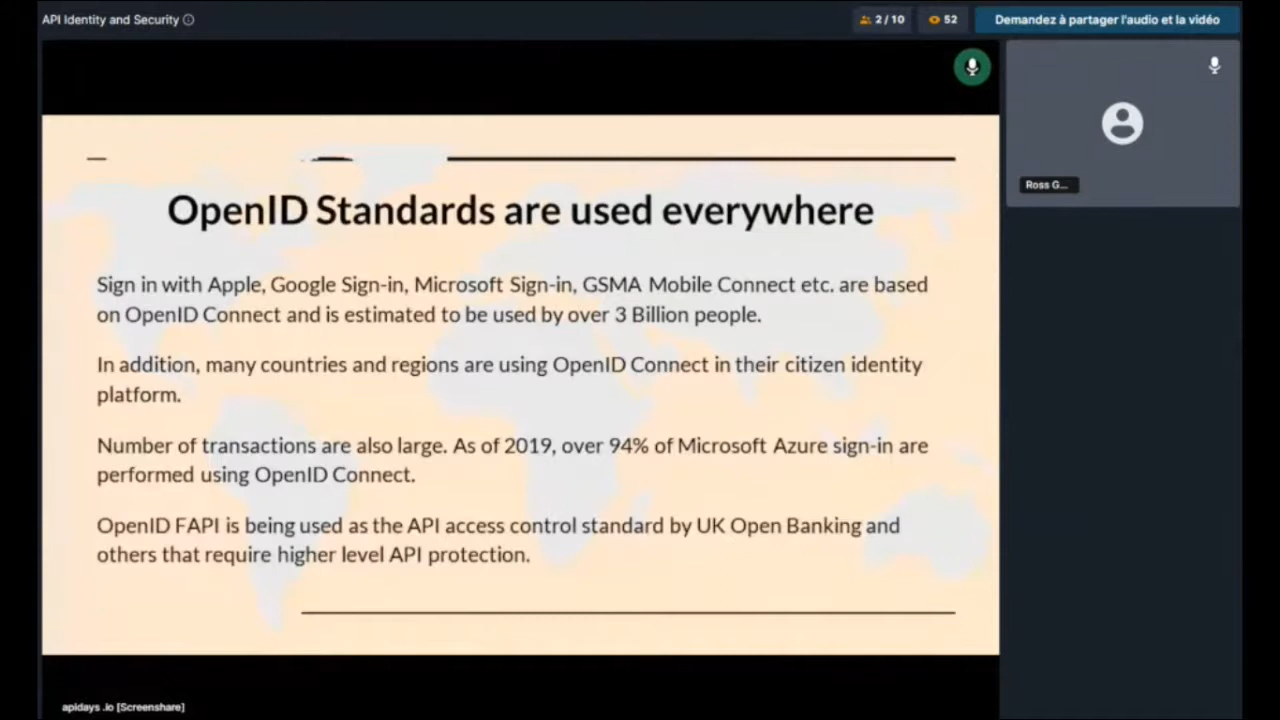 API Identity and Security
2 / 10
52
Demandez à partager l'audio et la vidéo
Ross G...
OpenID Standards are used everywhere
Sign in with Apple, Google Sign-in, Microsoft Sign-in, GSMA Mobile Connect etc. are based
on OpenID Connect and is estimated to be used by over 3 Billion people.
In addition, many countries and regions are using OpenID Connect in their citizen identity
platform.
Number of transactions are also large. As of 2019, over 94% of Microsoft Azure sign-in are
performed using OpenID Connect.
OpenID FAPI is being used as the API access control standard by UK Open Banking and
others that require higher level API protection.
apidays .io [Screenshare]